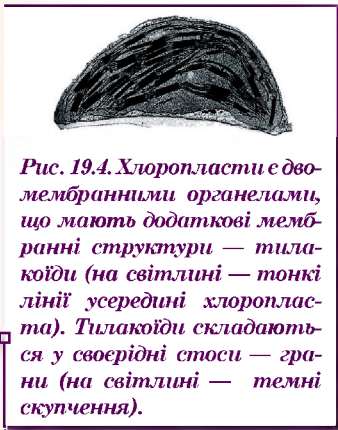 Рис. 19.4. Хлоропласти є дво-
мембранними органелами,
що мають додаткові мемб-
ранні структури — тила-
коїди (на світлині — тонкі
лінії усередині хлороплас-
та). Тилакоїди складають-
ся у своєрідні стоси — гра-
ни (на світлині — темні
скупчення).